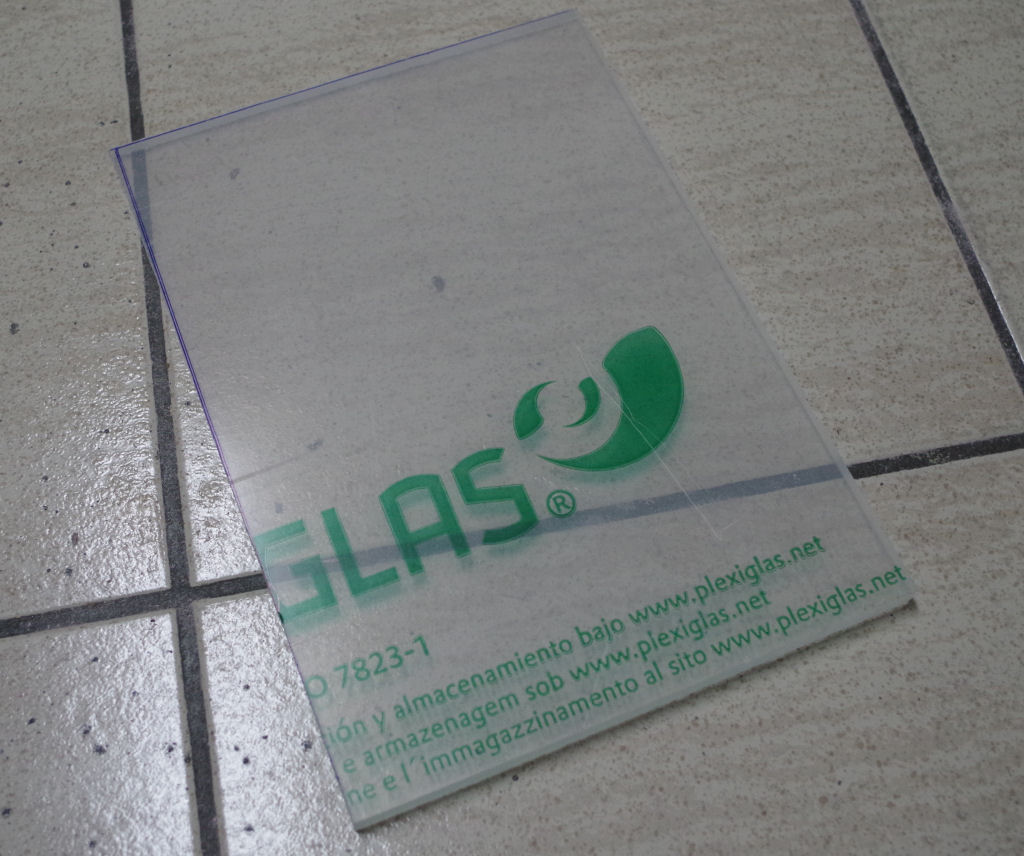 GLAS®
O 7823-1
ión y almacenamiento bajo www.plexiglas.net
e armazenagem sob www.plexiglas.net
ne e l´immagazzinamento al sito www.plexiglas.net